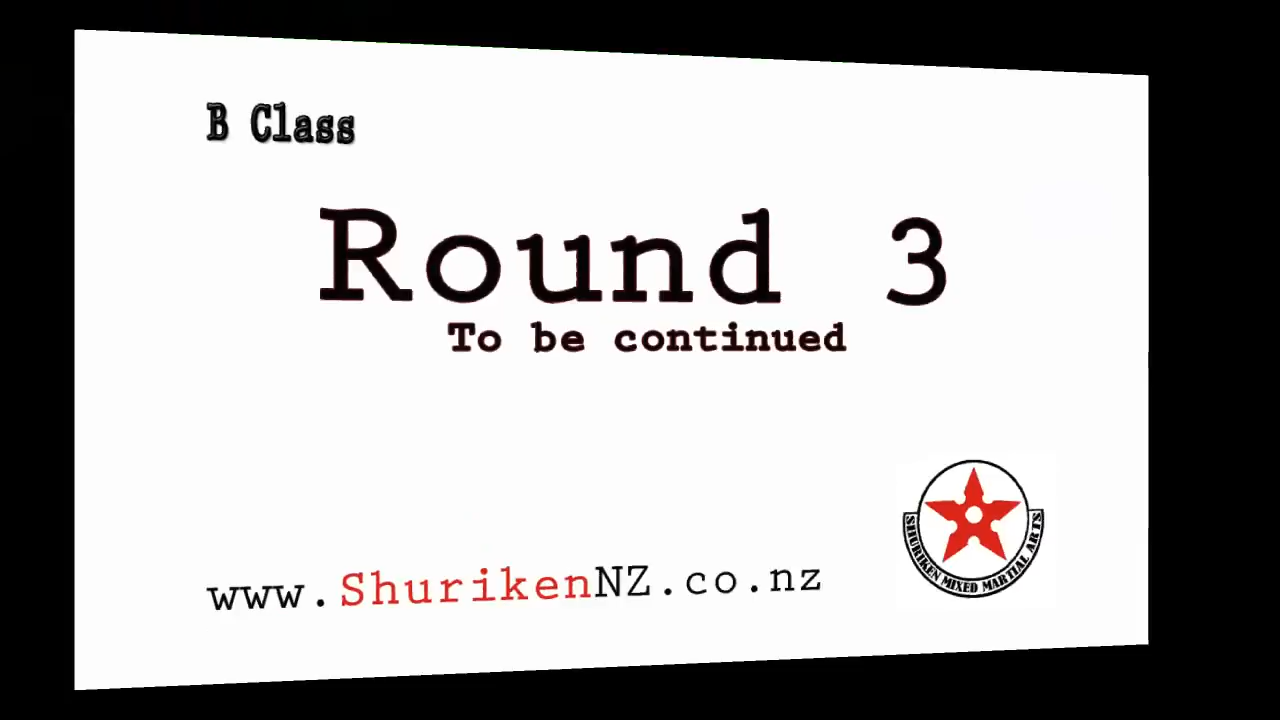 B Class
Round 3
To be continued
www.ShurikenNZ.co.nz
SHURIKEN MIXED MARTIAL ARTS